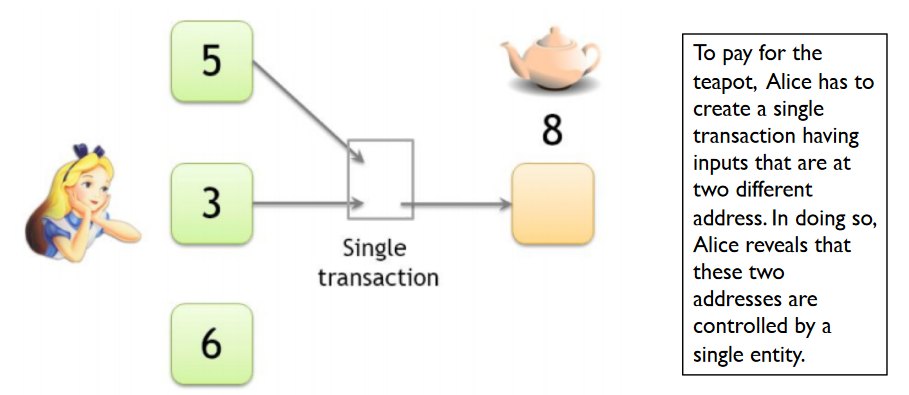 5
8
3
Single
transaction
6
To pay for the
teapot, Alice has to
create a single
transaction having
inputs that are at
two different
address. In doing so,
Alice reveals that
these two
addresses are
controlled by a
single entity.